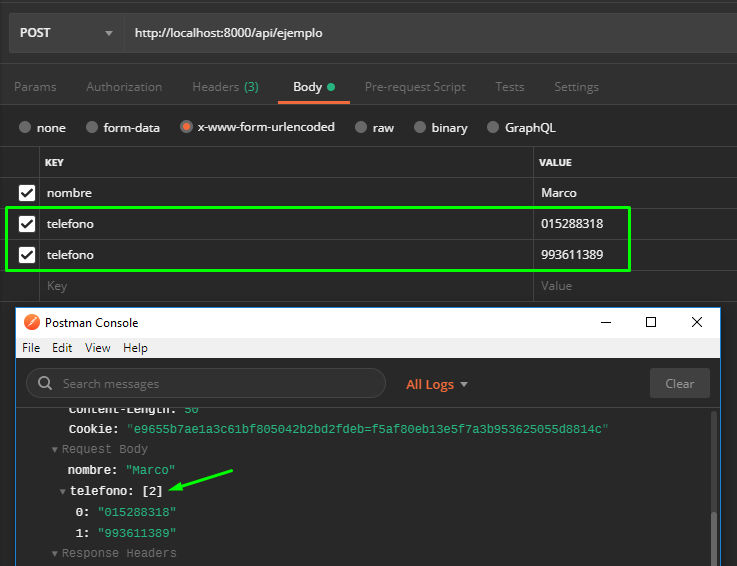 POST http://localhost:8000/api/ejemplo
Params Authorization Headers (3) Body Pre-request Script Tests Settings
none form-data x-www-form-urlencoded raw binary GraphQL
KEY VALUE
nombre Marco
telefono 015288318
telefono 993611389
Key Value
Postman Console
File Edit View Help
Search messages All Logs Clear
Content-Length: 50
Cookie: "e9655b7ae1a3c61bf805042b2bd2fdeb=f5af80eb13e5f7a3b953625055d8814c"
Request Body
nombre: "Marco"
telefono: [2]
0: "015288318"
1: "993611389"
Response Headers